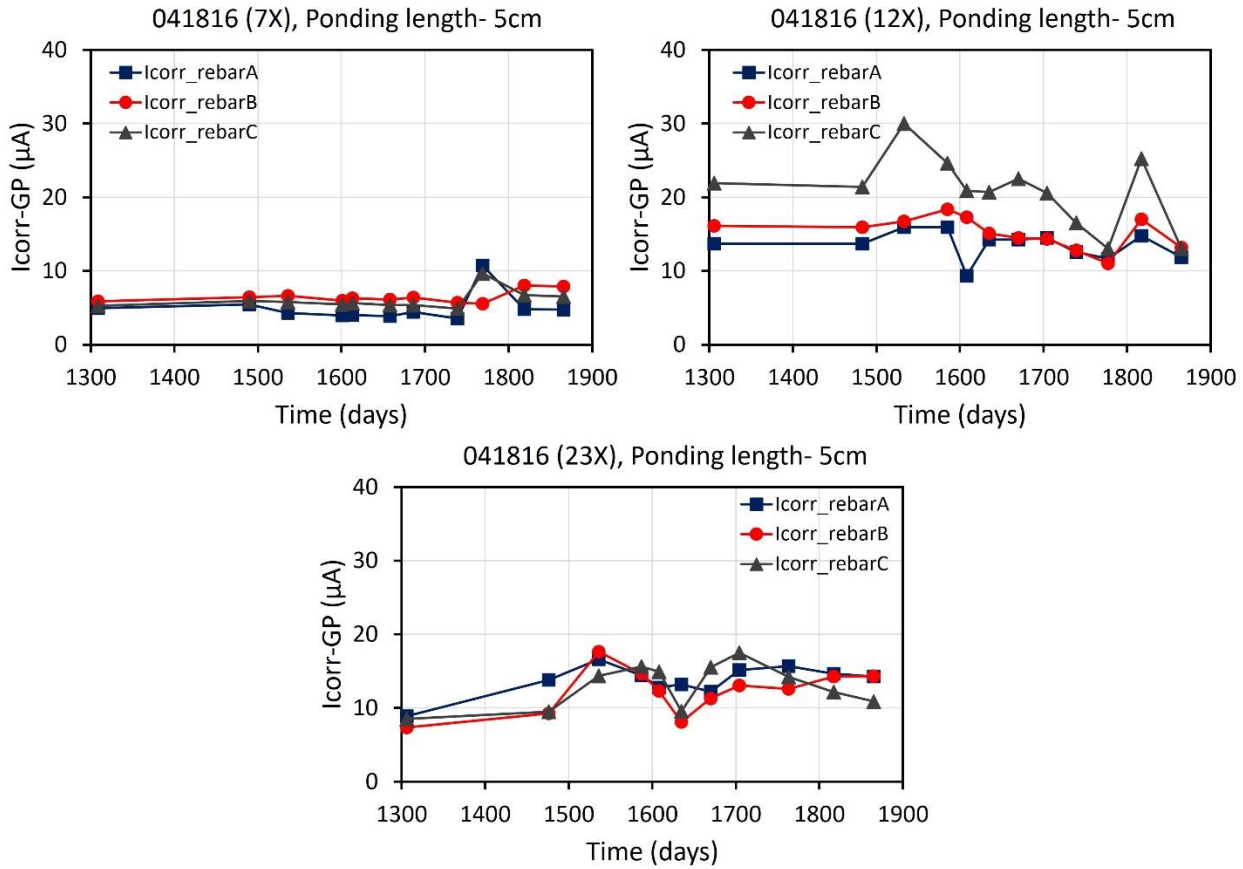 041816 (7X), Ponding length- 5cm
40
30
20
10
0
Icorr-GP (µA)
Icorr_rebarA
Icorr_rebarB
Icorr_rebarC
1300 1400 1500 1600 1700 1800 1900
Time (days)
041816 (12X), Ponding length- 5cm
40
30
20
10
0
Icorr-GP (µA)
Icorr_rebarA
Icorr_rebarB
Icorr_rebarC
1300 1400 1500 1600 1700 1800 1900
Time (days)
041816 (23X), Ponding length- 5cm
40
30
20
10
0
Icorr-GP (µA)
Icorr_rebarA
Icorr_rebarB
Icorr_rebarC
1300 1400 1500 1600 1700 1800 1900
Time (days)